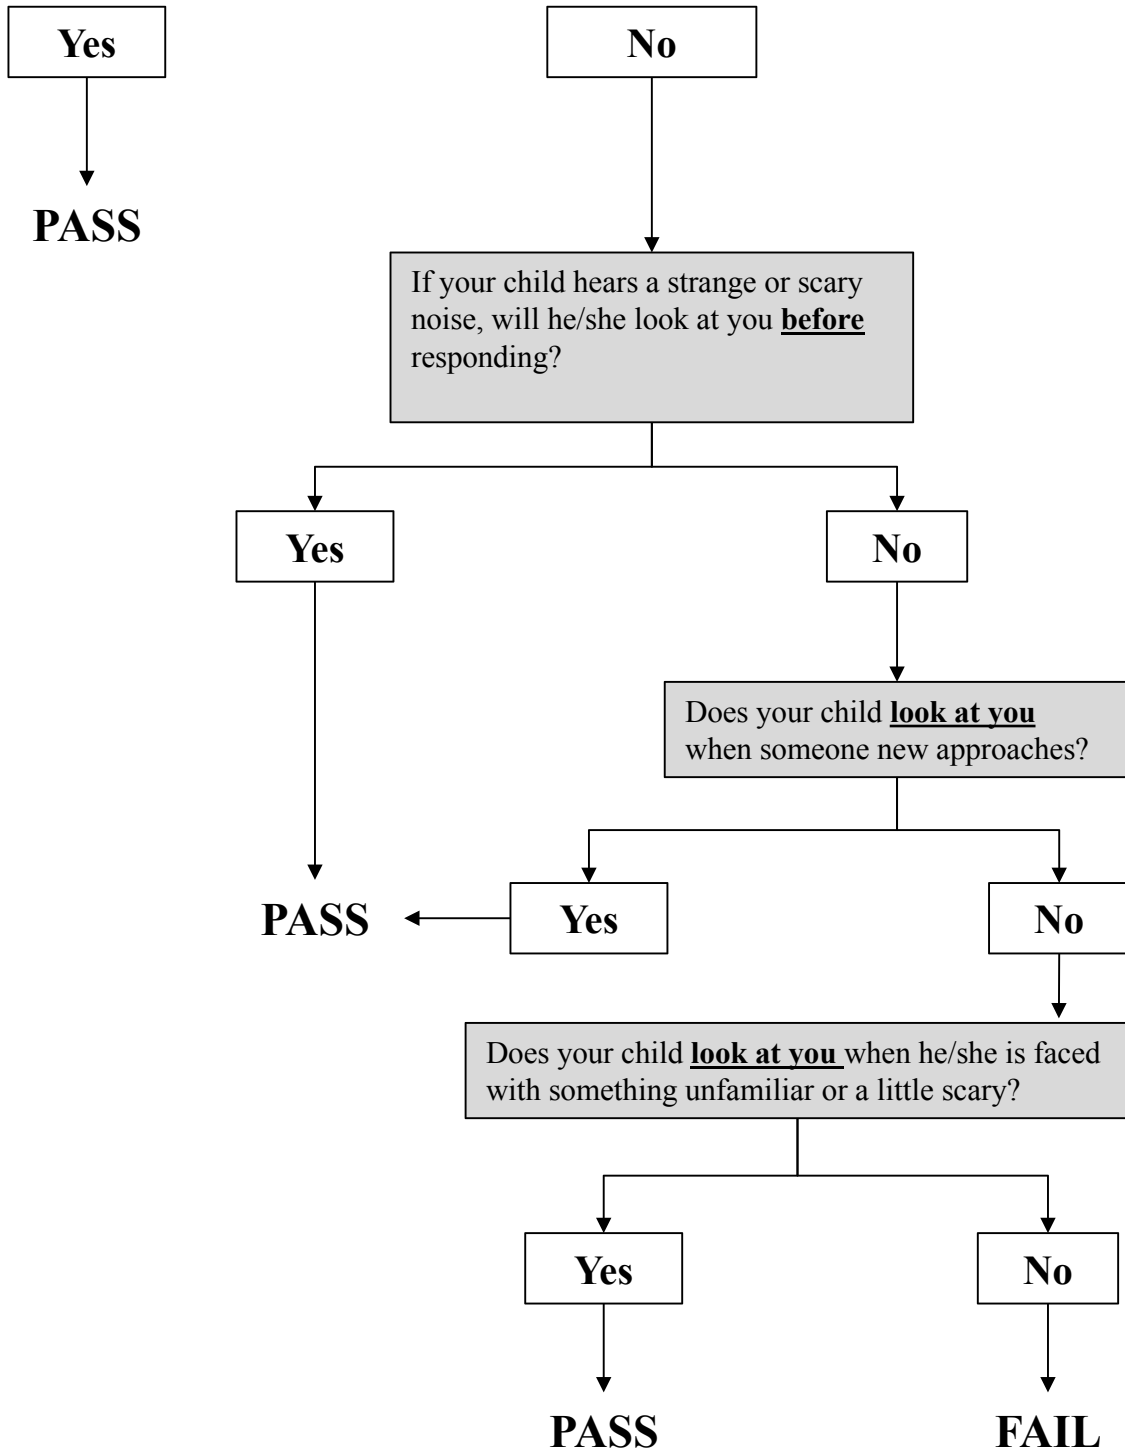 Yes
No
PASS
If your child hears a strange or scary
noise, will he/she look at you before
responding?
Yes
No
Does your child look at you
when someone new approaches?
PASS
Yes
No
Does your child look at you when he/she is faced
with something unfamiliar or a little scary?
Yes
No
PASS
FAIL